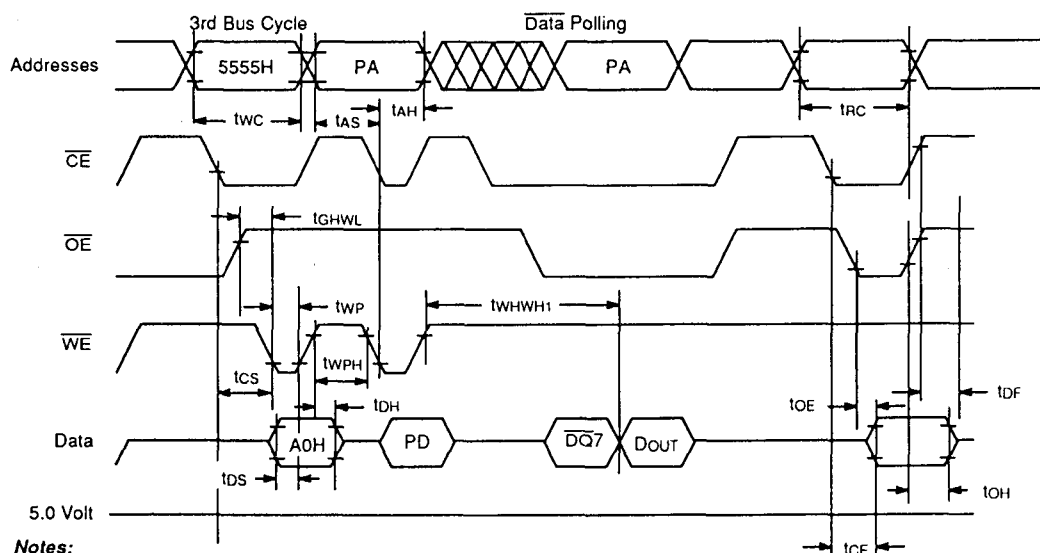 3rd Bus Cycle
Data Polling
Addresses
5555H
PA
PA
tWC
tAS
tAH
tRC
CE
tGHWL
OE
tWP
tWHWH1
WE
tCS
tWPH
tDH
tOE
tDF
Data
A0H
PD
DQ7
DOUT
tDS
tOH
5.0 Volt
tCE
Notes: